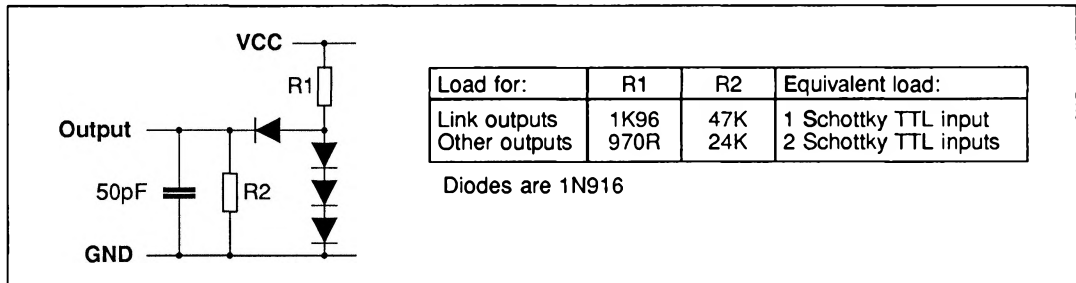 VCC
R1
Output
50pF
R2
GND
Load for: R1 R2 Equivalent load:
Link outputs 1K96 47K 1 Schottky TTL input
Other outputs 970R 24K 2 Schottky TTL inputs
Diodes are 1N916